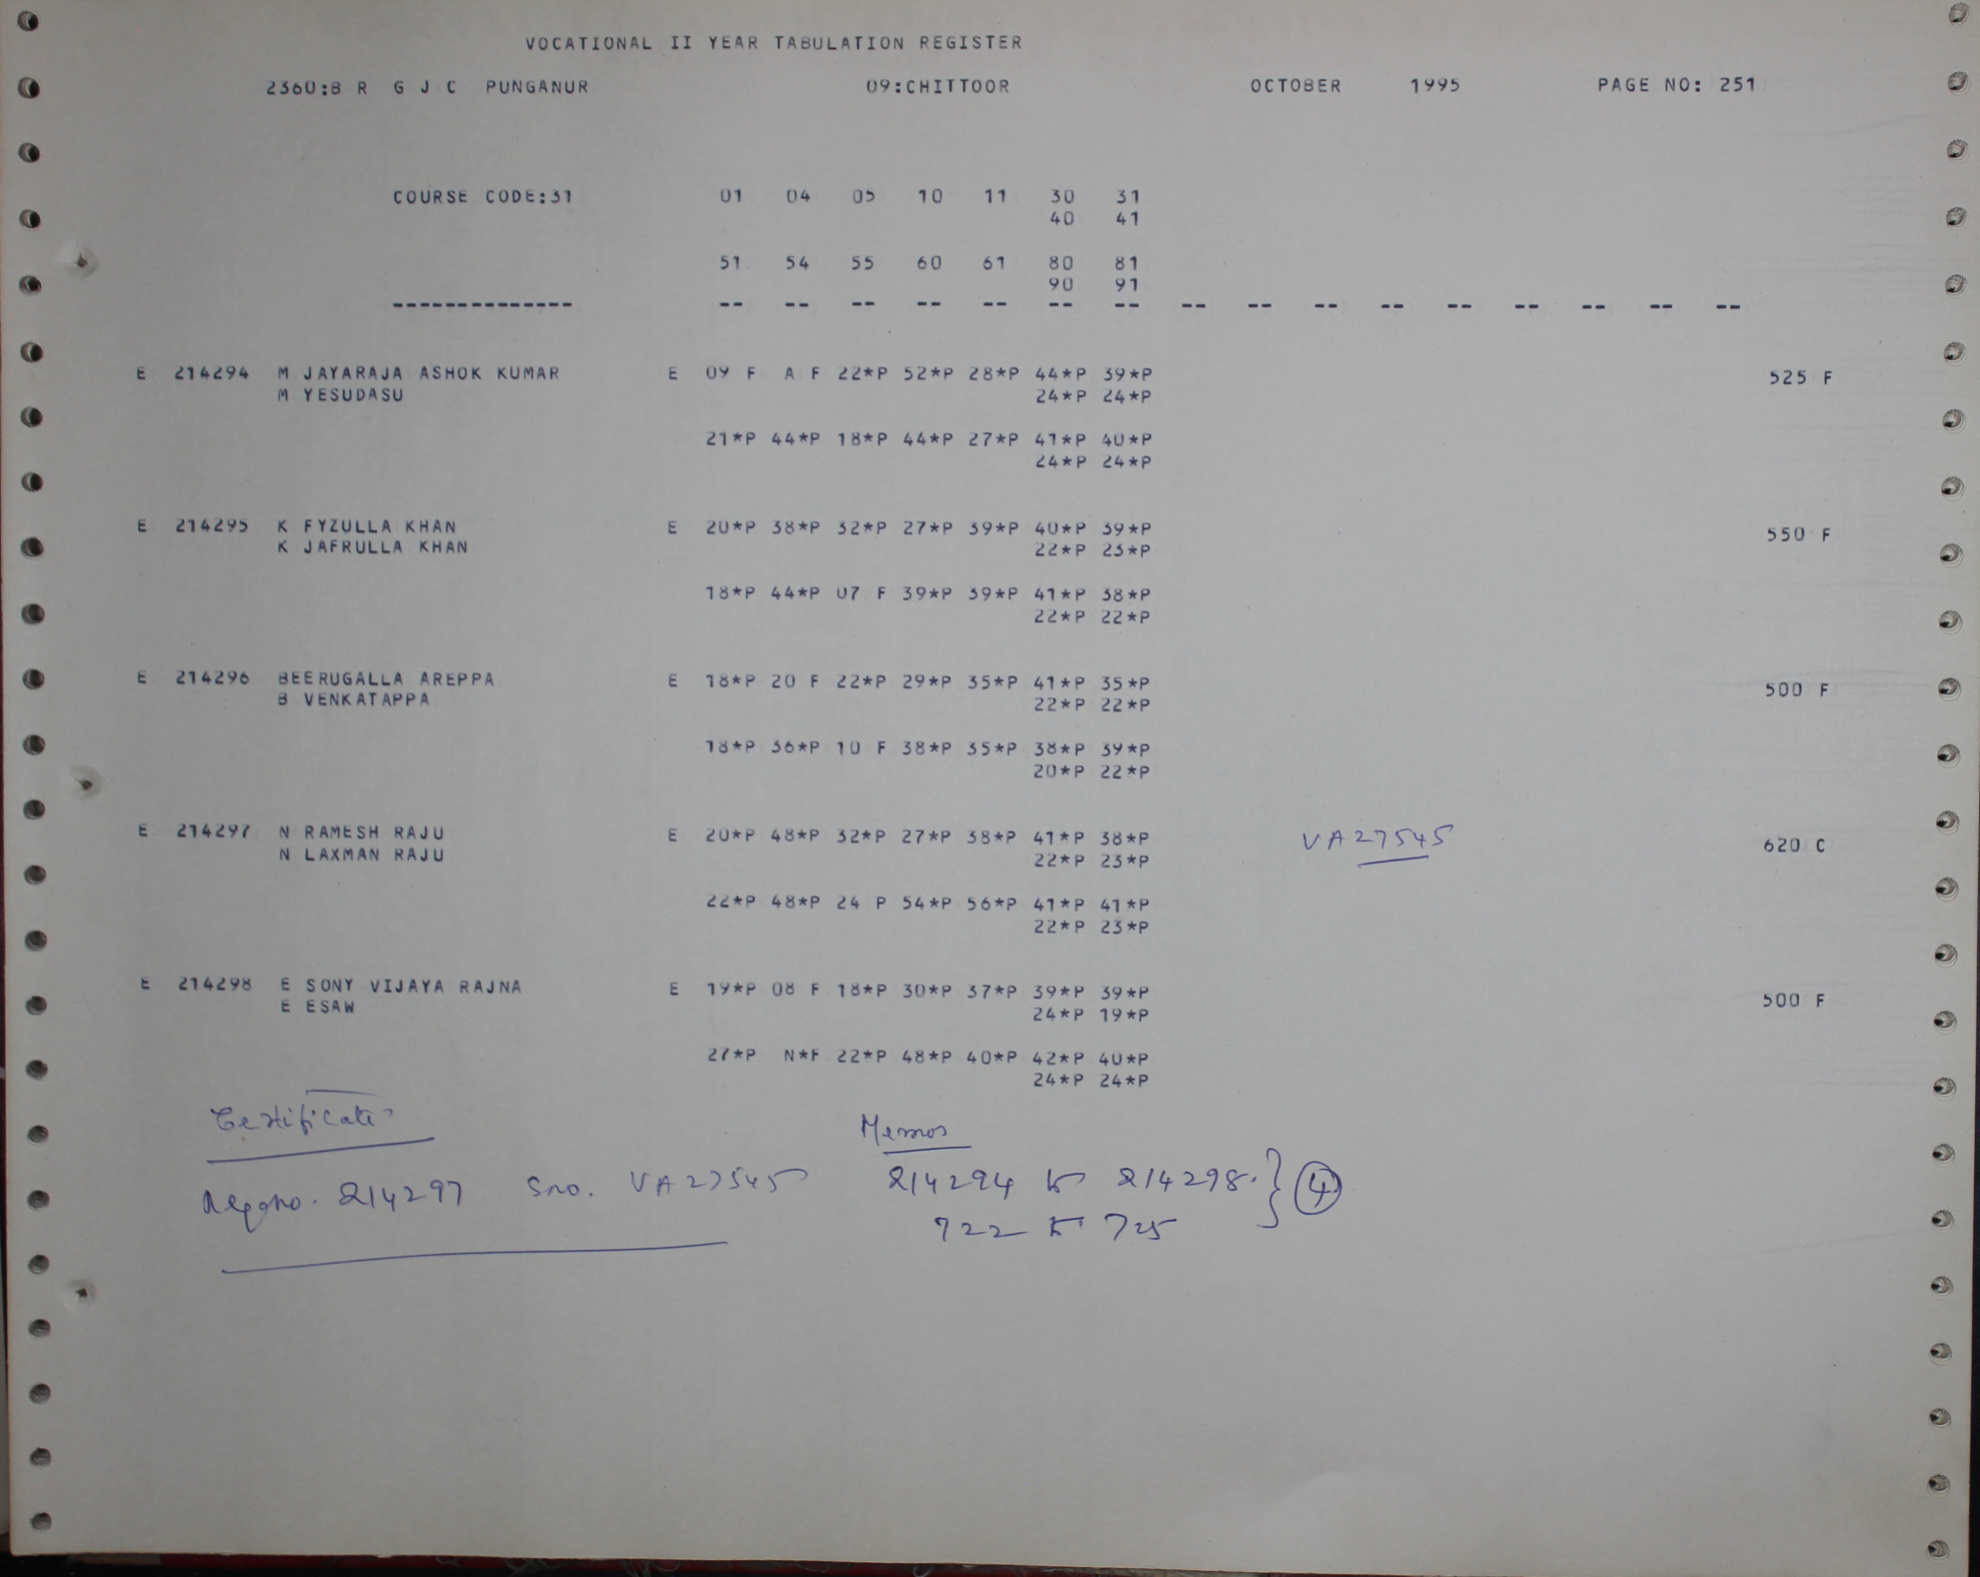 VOCATIONAL II YEAR TABULATION REGISTER
2360:B R G J C PUNGANUR 09:CHITTOOR OCTOBER 1995 PAGE NO: 251
COURSE CODE:31 01 04 05 10 11 30 31
40 41
51 54 55 60 61 80 81
90 91
-------------- -- -- -- -- -- -- -- -- -- -- -- -- -- -- -- --
E 214294 M JAYARAJA ASHOK KUMAR E 09 F A F 22*P 52*P 28*P 44*P 39*P 525 F
M YESUDASU 24*P 24*P
21*P 44*P 18*P 44*P 27*P 41*P 40*P
24*P 24*P
E 214295 K FYZULLA KHAN E 20*P 38*P 32*P 27*P 39*P 40*P 39*P 550 F
K JAFRULLA KHAN 22*P 23*P
18*P 44*P 07 F 39*P 39*P 41*P 38*P
22*P 22*P
E 214296 BEERUGALLA AREPPA E 18*P 20 F 22*P 29*P 35*P 41*P 35*P 500 F
B VENKATAPPA 22*P 22*P
18*P 36*P 10 F 38*P 35*P 38*P 39*P
20*P 22*P
E 214297 N RAMESH RAJU E 20*P 48*P 32*P 27*P 38*P 41*P 38*P VA27545 620 C
N LAXMAN RAJU 22*P 23*P
22*P 48*P 24 P 54*P 56*P 41*P 41*P
22*P 23*P
E 214298 E SONY VIJAYA RAJNA E 19*P 08 F 18*P 30*P 37*P 39*P 39*P 500 F
E ESAW 24*P 19*P
27*P N*F 22*P 48*P 40*P 42*P 40*P
24*P 24*P
Certificate Memos
Regno. 214297 Sno. VA27545 214294 to 214298. } 4
722 to 725